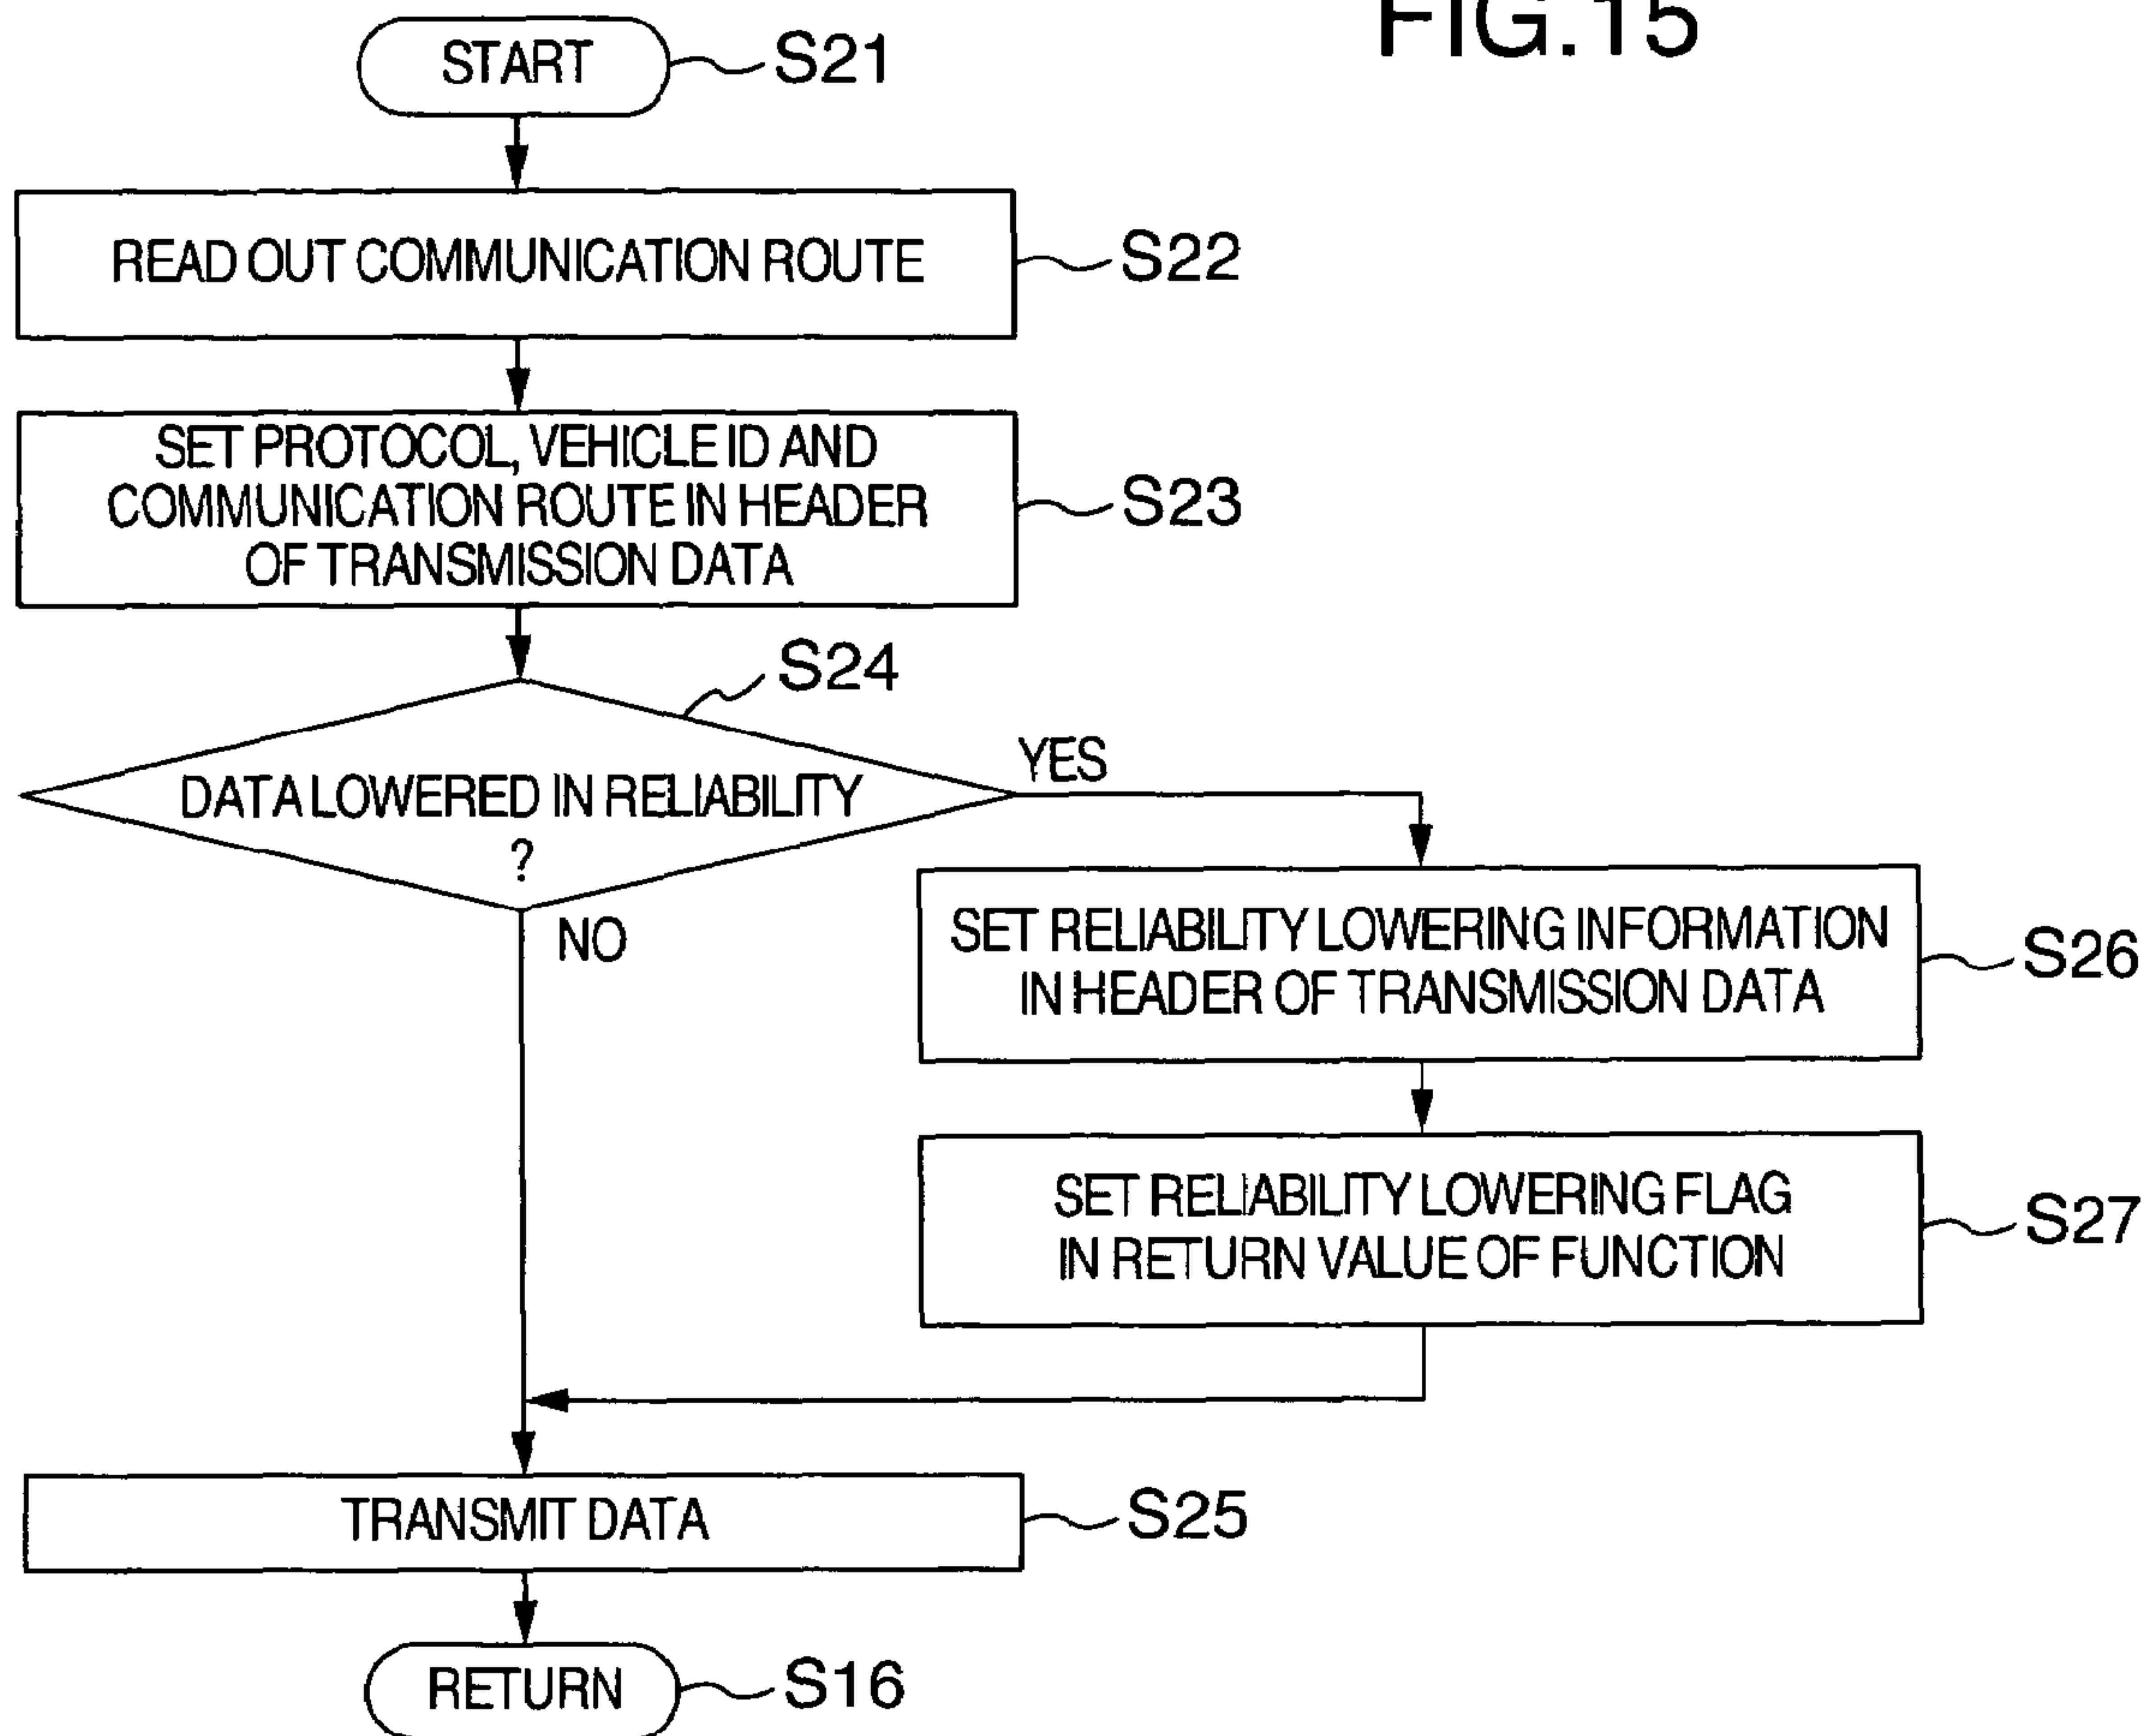 FIG.15
START
S21
READ OUT COMMUNICATION ROUTE
S22
SET PROTOCOL, VEHICLE ID AND
COMMUNICATION ROUTE IN HEADER
OF TRANSMISSION DATA
S23
S24
DATA LOWERED IN RELIABILITY
?
YES
NO
SET RELIABILITY LOWERING INFORMATION
IN HEADER OF TRANSMISSION DATA
S26
SET RELIABILITY LOWERING FLAG
IN RETURN VALUE OF FUNCTION
S27
TRANSMIT DATA
S25
RETURN
S16